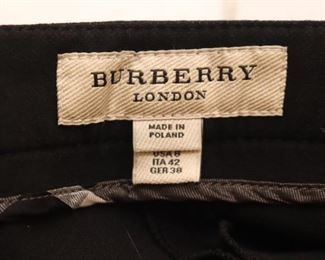 BURBERRY
LONDON
MADE IN
POLAND
USA 8
ITA 42
GER 38